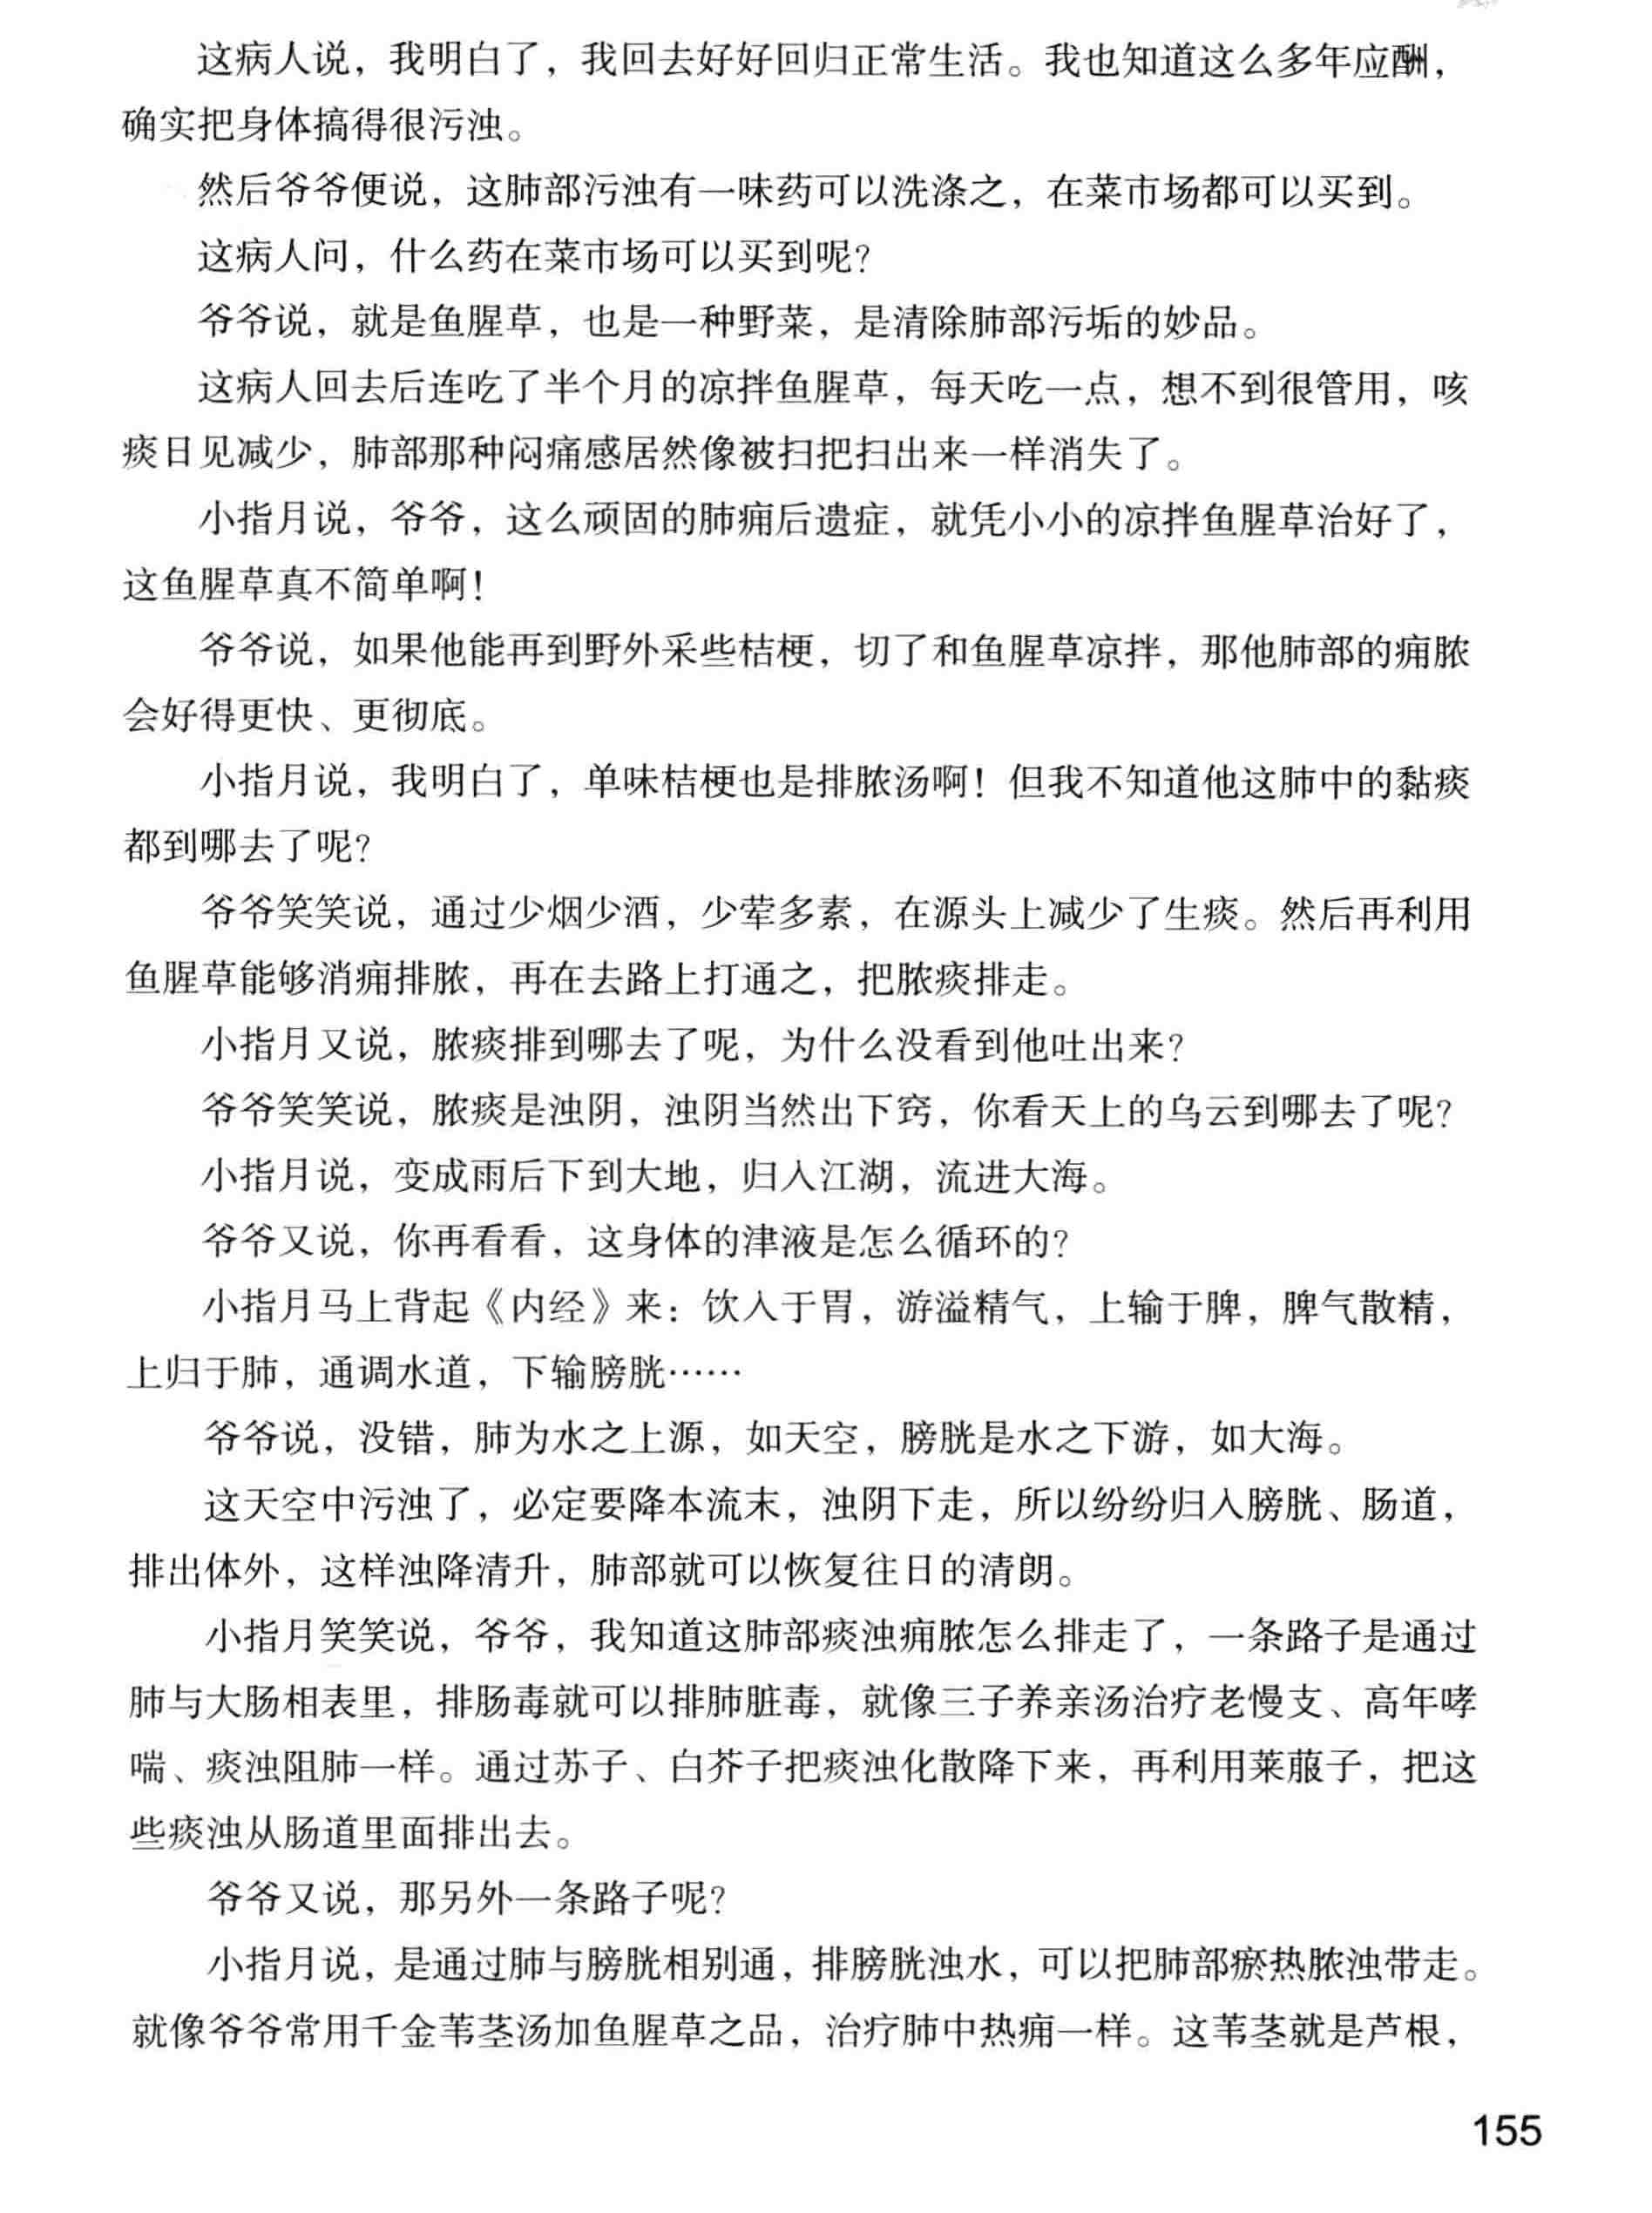 这病人说，我明白了，我回去好好回归正常生活。我也知道这么多年应酬，
确实把身体搞得很污浊。
然后爷爷便说，这肺部污浊有一味药可以洗涤之，在菜市场都可以买到。
这病人问，什么药在菜市场可以买到呢？
爷爷说，就是鱼腥草，也是一种野菜，是清除肺部污垢的妙品。
这病人回去后连吃了半个月的凉拌鱼腥草，每天吃一点，想不到很管用，咳
痰日见减少，肺部那种闷痛感居然像被扫把扫出来一样消失了。
小指月说，爷爷，这么顽固的肺痈后遗症，就凭小小的凉拌鱼腥草治好了，
这鱼腥草真不简单啊！
爷爷说，如果他能再到野外采些桔梗，切了和鱼腥草凉拌，那他肺部的痈脓
会好得更快、更彻底。
小指月说，我明白了，单味桔梗也是排脓汤啊！但我不知道他这肺中的黏痰
都到哪去了呢？
爷爷笑笑说，通过少烟少酒，少荤多素，在源头上减少了生痰。然后再利用
鱼腥草能够消痈排脓，再在去路上打通之，把脓痰排走。
小指月又说，脓痰排到哪去了呢，为什么没看到他吐出来？
爷爷笑笑说，脓痰是浊阴，浊阴当然出下窍，你看天上的乌云到哪去了呢？
小指月说，变成雨后下到大地，归入江湖，流进大海。
爷爷又说，你再看看，这身体的津液是怎么循环的？
小指月马上背起《内经》来：饮入于胃，游溢精气，上输于脾，脾气散精，
上归于肺，通调水道，下输膀胱……
爷爷说，没错，肺为水之上源，如天空，膀胱是水之下游，如大海。
这天空中污浊了，必定要降本流末，浊阴下走，所以纷纷归入膀胱、肠道，
排出体外，这样浊降清升，肺部就可以恢复往日的清朗。
小指月笑笑说，爷爷，我知道这肺部痰浊痈脓怎么排走了，一条路子是通过
肺与大肠相表里，排肠毒就可以排肺脏毒，就像三子养亲汤治疗老慢支、高年哮
喘、痰浊阻肺一样。通过苏子、白芥子把痰浊化散降下来，再利用莱菔子，把这
些痰浊从肠道里面排出去。
爷爷又说，那另外一条路子呢？
小指月说，是通过肺与膀胱相别通，排膀胱浊水，可以把肺部瘀热脓浊带走。
就像爷爷常用千金苇茎汤加鱼腥草之品，治疗肺中热痈一样。这苇茎就是芦根，
155